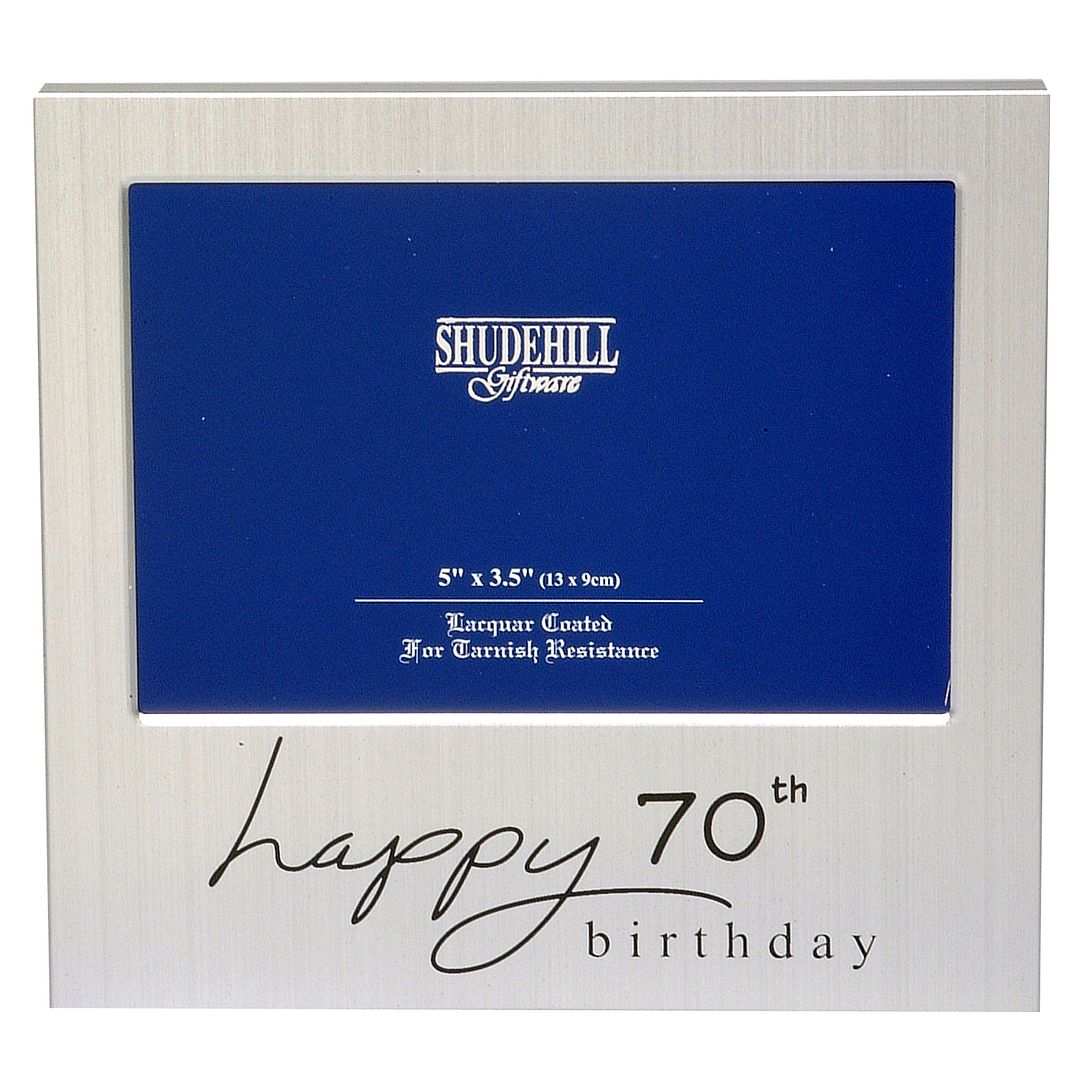 SHUDEHILL
Giftware
5" x 3.5" (13 x 9cm)
Lacquar Coated
For Tarnish Resistance
happy 70th
birthday